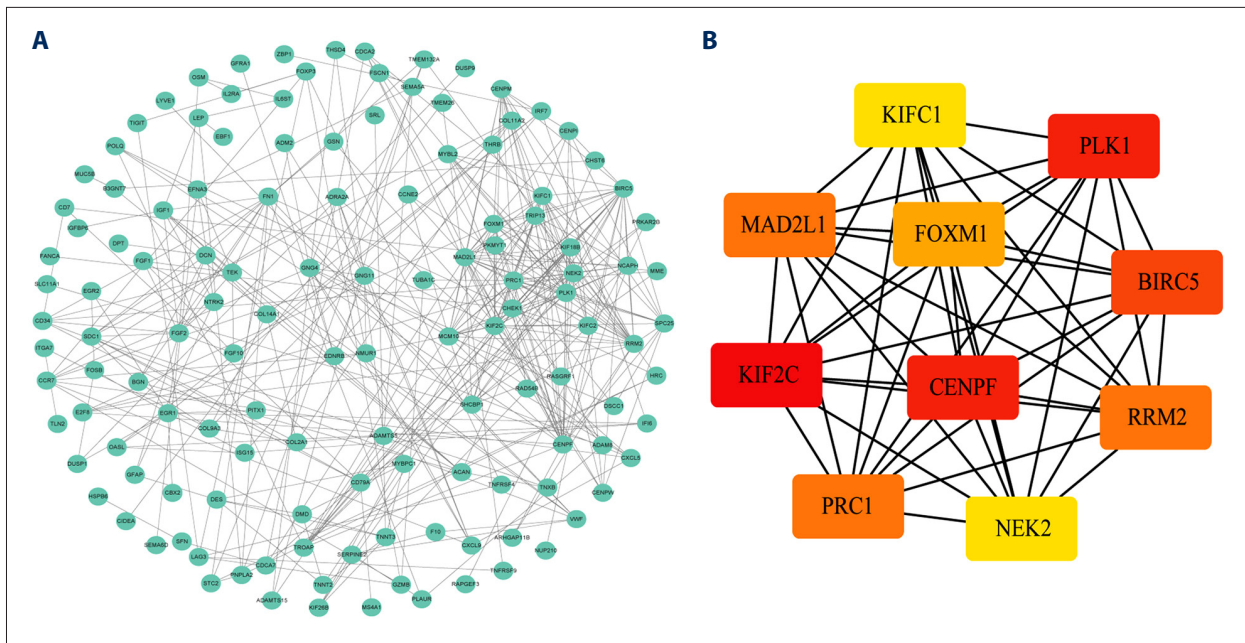 A
ZBP1
THSD4
CDCA2
TMEM132A
DUSP9
GFRA1
FOXP3
FSCN1
SEMA5A
OSM
IL2RA
IL6ST
TMEM26
CENPM
IRF7
LYVE1
LEP
SRL
COL11A2
TIGIT
EBF1
ADM2
GSN
MYBL2
THRB
CENPI
POLQ
CHST6
MUC5B
B3GNT7
EFNA3
FN1
ADRA2A
CCNE2
KIFC1
BIRC5
CD7
IGF1
TRIP13
IGFBP6
FOXM1
PRKAR2B
DPT
DCN
PKMYT1
KIF18B
FANCA
FGF1
TEK
GNG4
GNG11
MAD2L1
NCAPH
MME
SLC11A1
TUBA1C
PRC1
NEK2
EGR2
NTRK2
PLK1
CD34
COL14A1
CHEK1
SPC25
SDC1
FGF2
KIF2C
KIFC2
MCM10
RRM2
ITGA7
FGF10
EDNRB
NMUR1
FOSB
CCR7
BGN
RASGRF1
HRC
RAD54B
TLN2
E2F8
EGR1
PITX1
SHCBP1
DSCC1
IFI6
OASL
COL9A3
COL2A1
CENPF
DUSP1
ISG15
ADAM8
CXCL5
GFAP
MYBPC1
ACAN
HSPB6
CBX2
DES
CD79A
TNFRSF4
TNXB
CENPW
CIDEA
DMD
VWF
SEMA6D
SFN
TROAP
TNNT3
F10
ARHGAP11B
LAG3
CDCA7
SERPINE2
CXCL9
NUP210
STC2
PNPLA2
TNNT2
GZMB
TNFRSF9
ADAMTS15
KIF26B
MS4A1
PLAUR
RAPGEF3
B
KIFC1
PLK1
MAD2L1
FOXM1
BIRC5
KIF2C
CENPF
RRM2
PRC1
NEK2